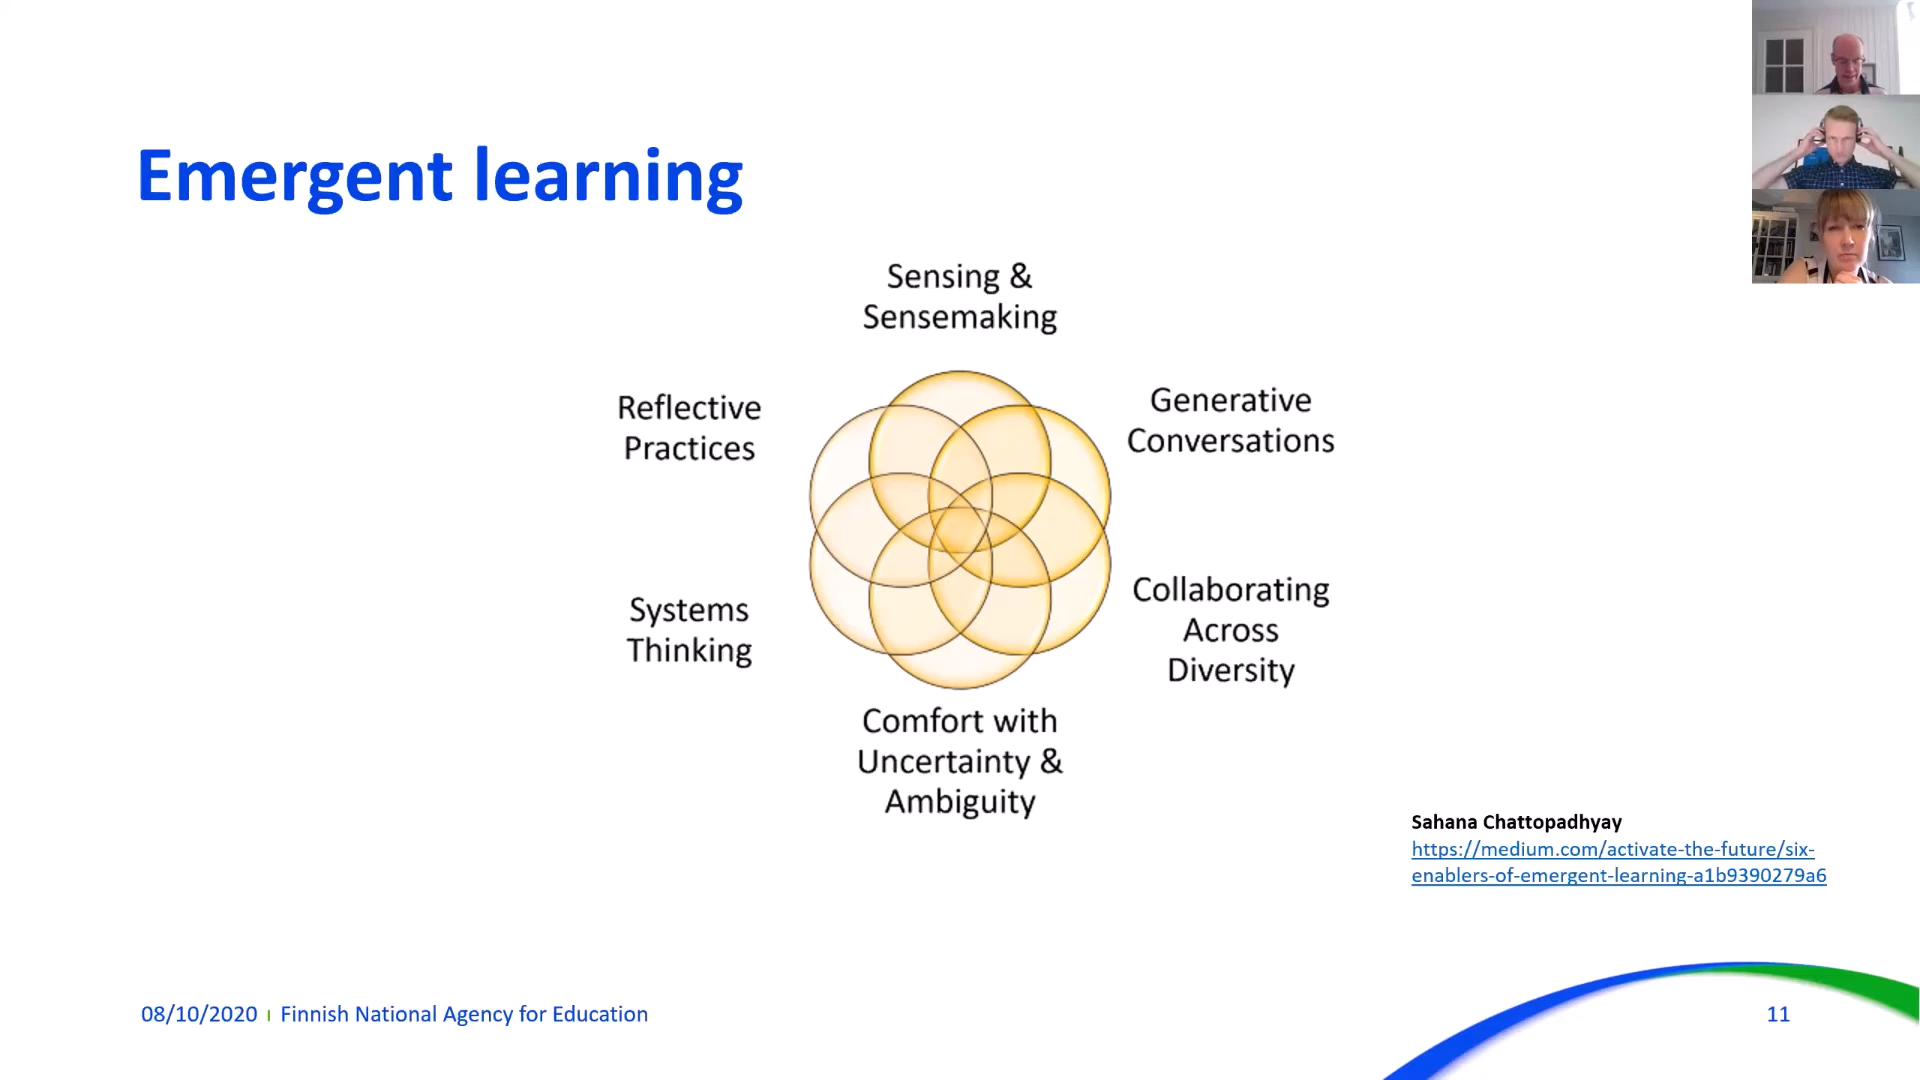 Emergent learning
Sensing &
Sensemaking
Reflective
Practices
Generative
Conversations
Systems
Thinking
Collaborating
Across
Diversity
Comfort with
Uncertainty &
Ambiguity
Sahana Chattopadhyay
https://medium.com/activate-the-future/six-
enablers-of-emergent-learning-a1b9390279a6
08/10/2020 | Finnish National Agency for Education
11